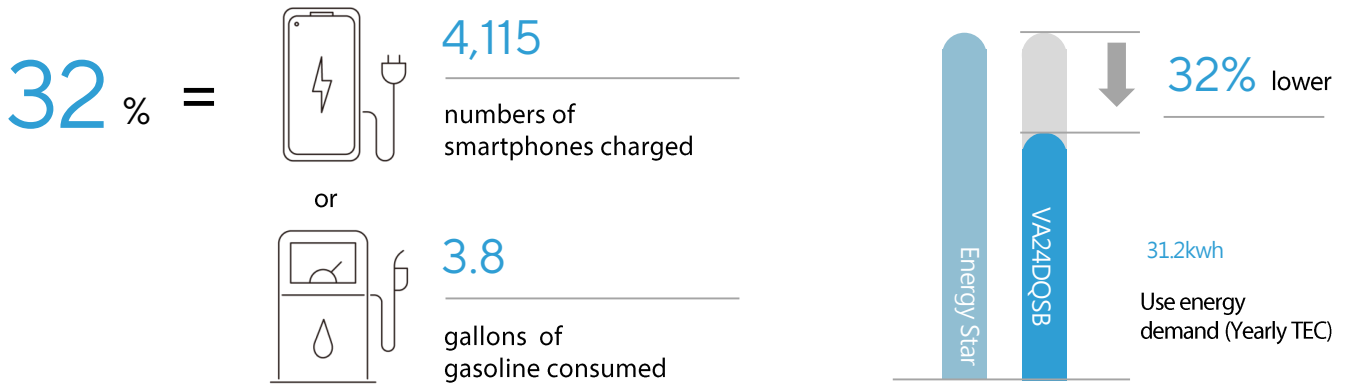 32 % =
4,115
numbers of
smartphones charged
or
3.8
gallons of
gasoline consumed
Energy Star
VA24DQSB
32% lower
31.2kwh
Use energy
demand (Yearly TEC)